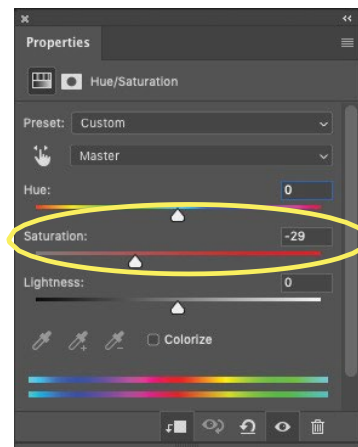 Properties
Hue/Saturation
Preset: Custom
Master
Hue: 0
Saturation: -29
Lightness: 0
Colorize